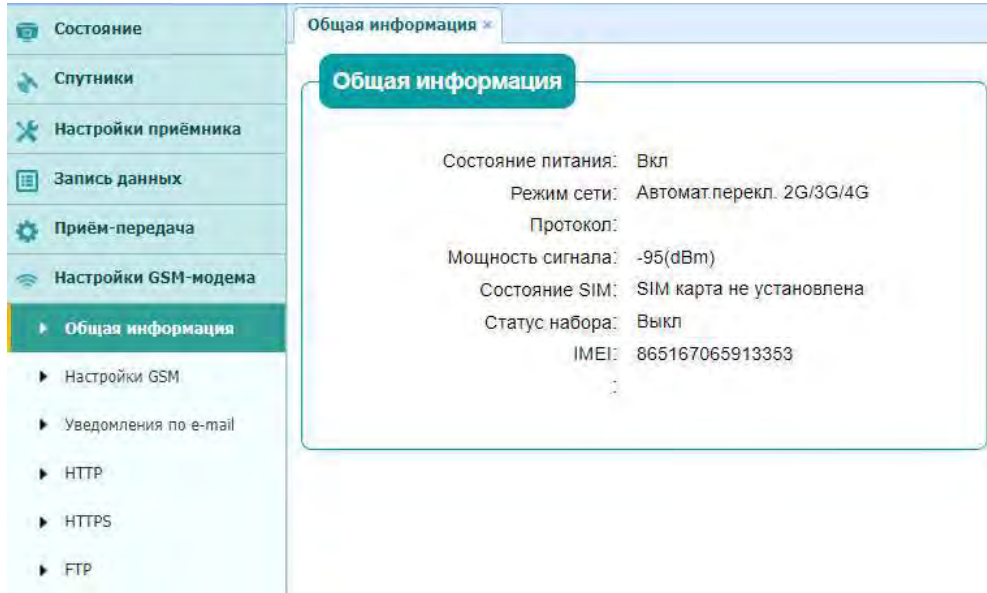 Состояние
Спутники
Настройки приёмника
Запись данных
Приём-передача
Настройки GSM-модема
Общая информация
Настройки GSM
Уведомления по e-mail
HTTP
HTTPS
FTP
Общая информация ×
Общая информация
Состояние питания: Вкл
Режим сети: Автомат.перекл. 2G/3G/4G
Протокол:
Мощность сигнала: -95(dBm)
Состояние SIM: SIM карта не установлена
Статус набора: Выкл
IMEI: 865167065913353
: